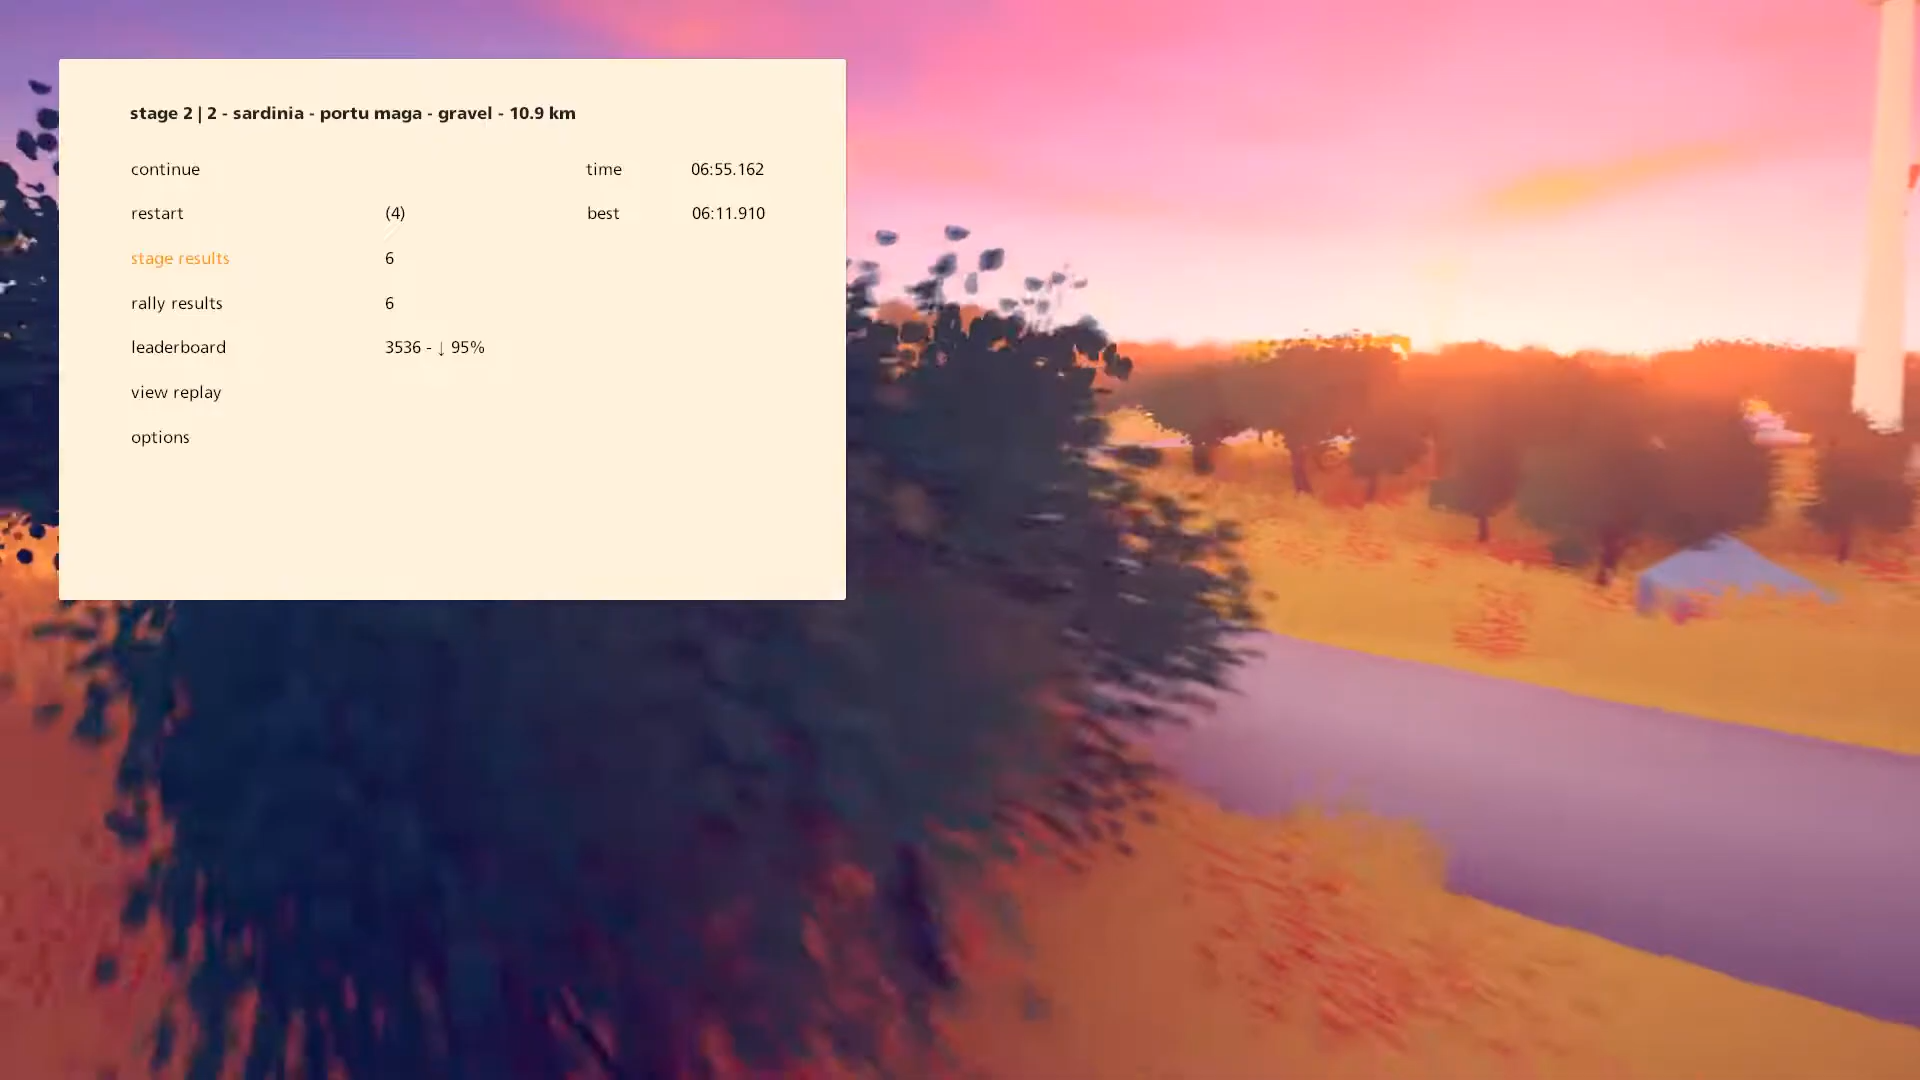 stage 2 | 2 - sardinia - portu maga - gravel - 10.9 km
continue time 06:55.162
restart (4) best 06:11.910
stage results 6
rally results 6
leaderboard 3536 - ↓ 95%
view replay
options